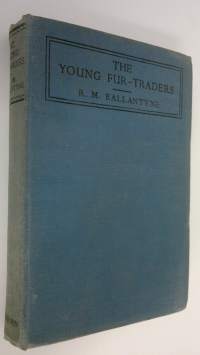 THE
YOUNG FUR-TRADERS
R. M. BALLANTYNE